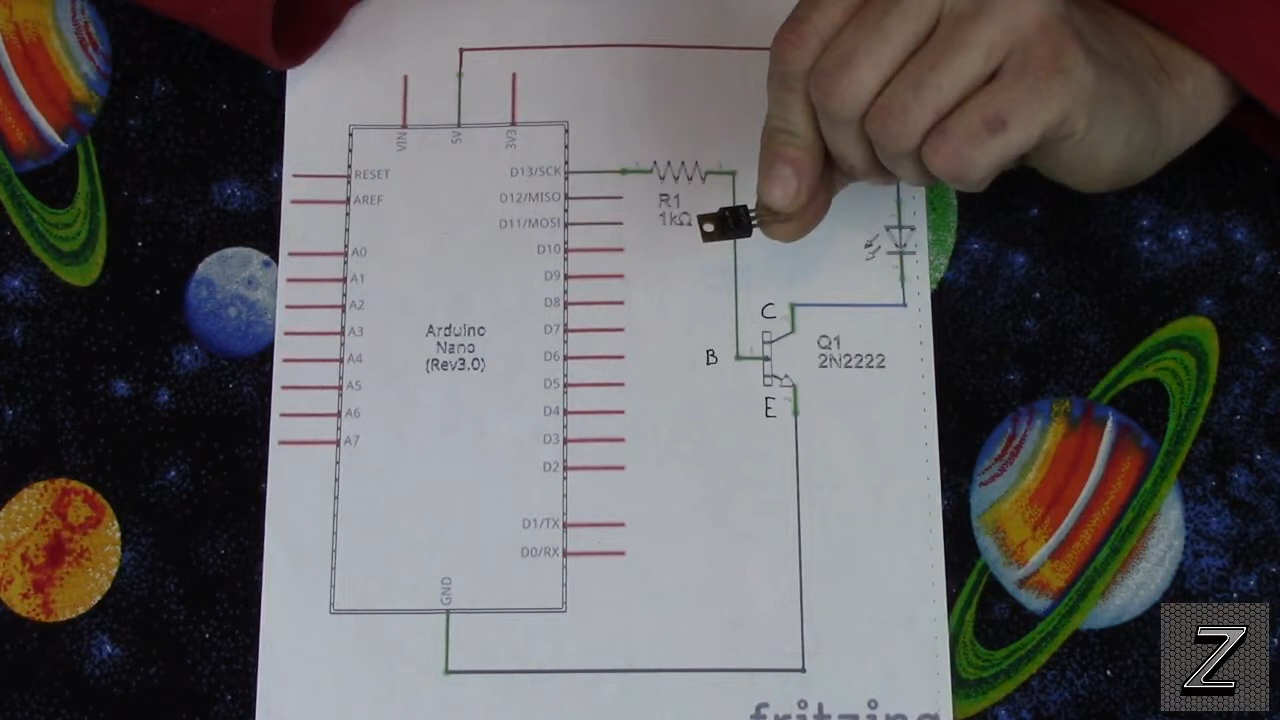 VIN
5V
3V3
RESET
AREF
D13/SCK
D12/MISO
D11/MOSI
A0
A1
A2
A3
A4
A5
A6
A7
D10
D9
D8
D7
D6
D5
D4
D3
D2
D1/TX
D0/RX
Arduino
Nano
(Rev3.0)
GND
R1
1kΩ
C
B
E
Q1
2N2222
fritzing
Z